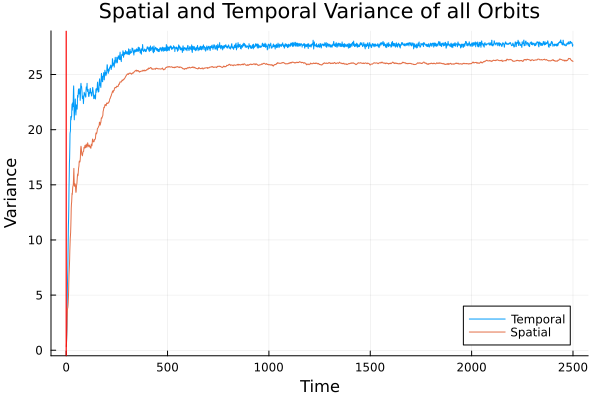 Spatial and Temporal Variance of all Orbits
Variance
25
20
15
10
5
0
0 500 1000 1500 2000 2500
Time
Temporal
Spatial